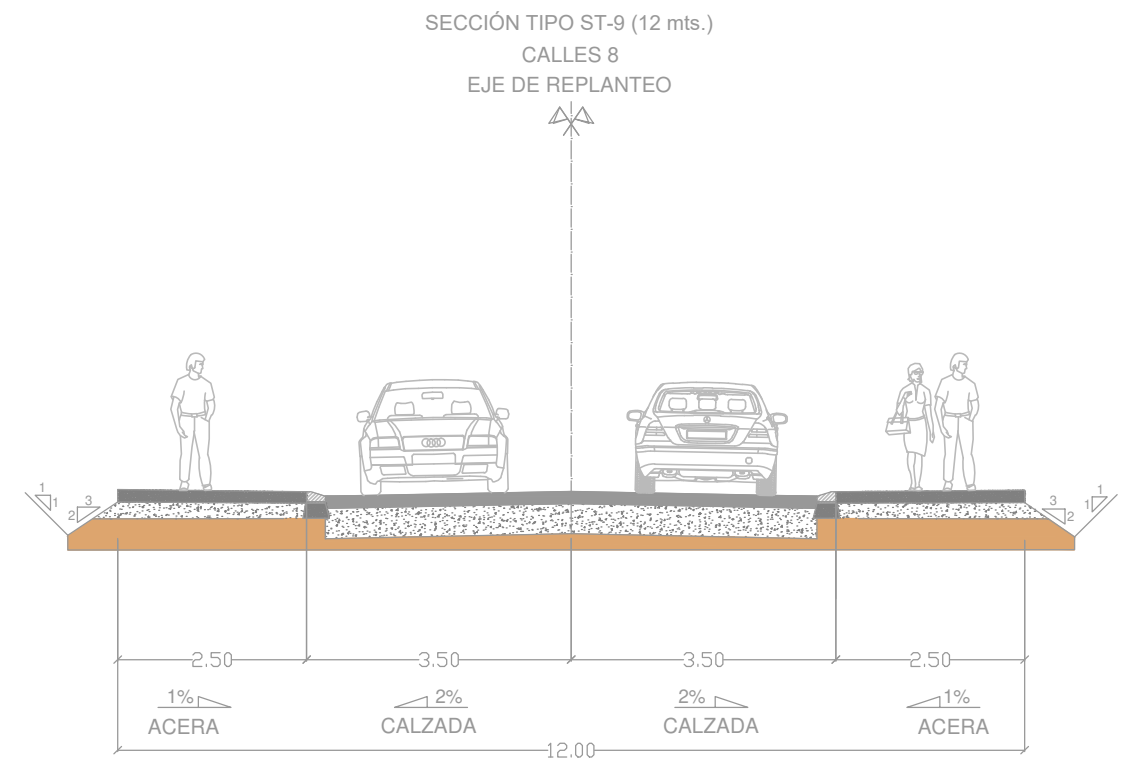 SECCIÓN TIPO ST-9 (12 mts.)
CALLES 8
EJE DE REPLANTEO
1
1
3
2
3
2
1
1
2.50 3.50 3.50 2.50
1% 2% 2% 1%
ACERA CALZADA CALZADA ACERA
12.00